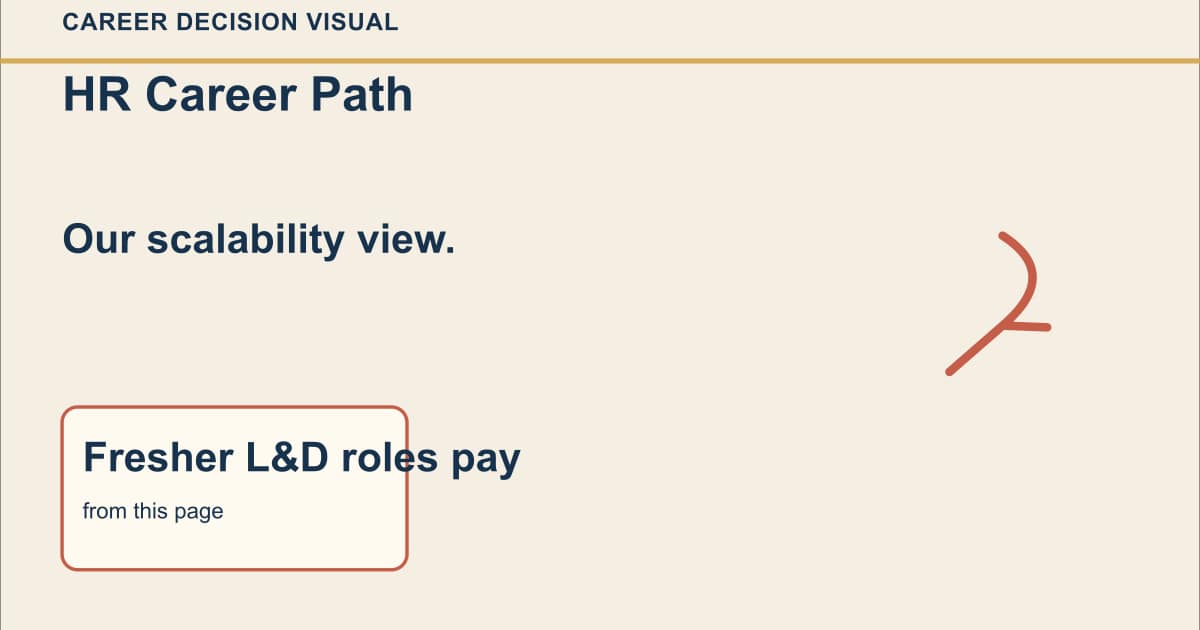 CAREER DECISION VISUAL
HR Career Path
Our scalability view.
Fresher L&D roles pay
from this page